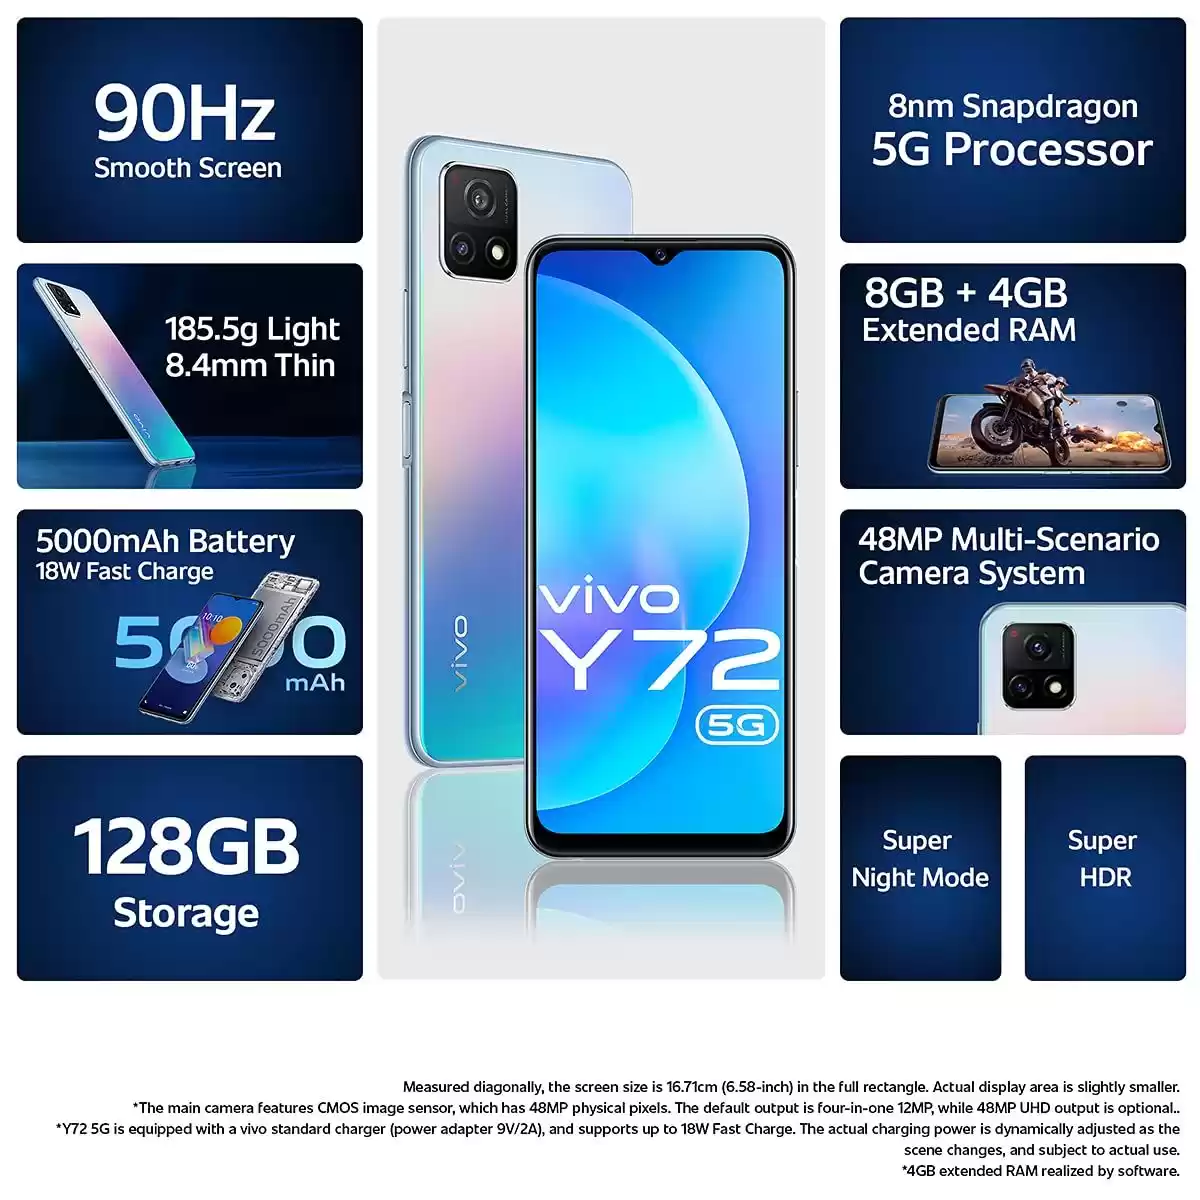 90Hz
Smooth Screen
185.5g Light
8.4mm Thin
vivo
5000mAh Battery
18W Fast Charge
10:10
5000mAh
mAh
128GB
Storage
vivo
vivo
Y72
5G
8nm Snapdragon
5G Processor
8GB + 4GB
Extended RAM
48MP Multi-Scenario
Camera System
Super
Night Mode
Super
HDR
Measured diagonally, the screen size is 16.71cm (6.58-inch) in the full rectangle. Actual display area is slightly smaller.
*The main camera features CMOS image sensor, which has 48MP physical pixels. The default output is four-in-one 12MP, while 48MP UHD output is optional..
*Y72 5G is equipped with a vivo standard charger (power adapter 9V/2A), and supports up to 18W Fast Charge. The actual charging power is dynamically adjusted as the
scene changes, and subject to actual use.
*4GB extended RAM realized by software.